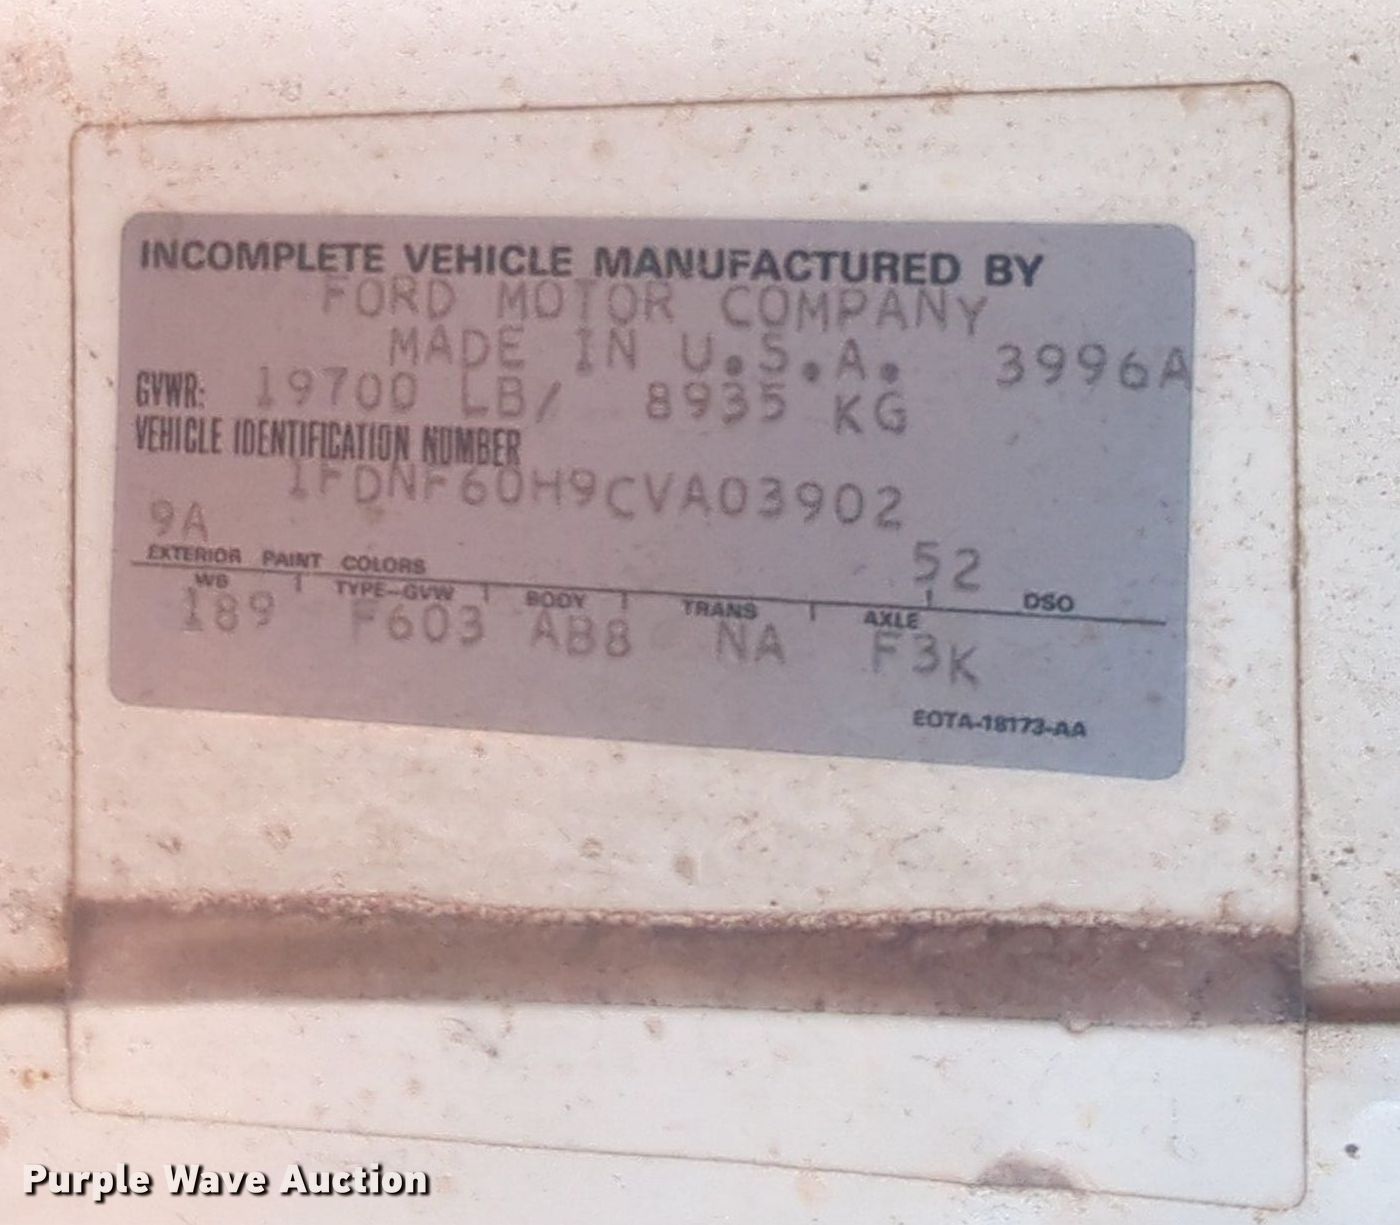 INCOMPLETE VEHICLE MANUFACTURED BY
FORD MOTOR COMPANY
MADE IN U.S.A. 3996A
GVWR: 19700 LB/ 8935 KG
VEHICLE IDENTIFICATION NUMBER
1FDNF60H9CVA03902
9A 52
EXTERIOR PAINT COLORS DSO
WB TYPE-GVW BODY TRANS AXLE
189 F603 AB8 NA F3K
EOTA-18173-AA
Purple Wave Auction